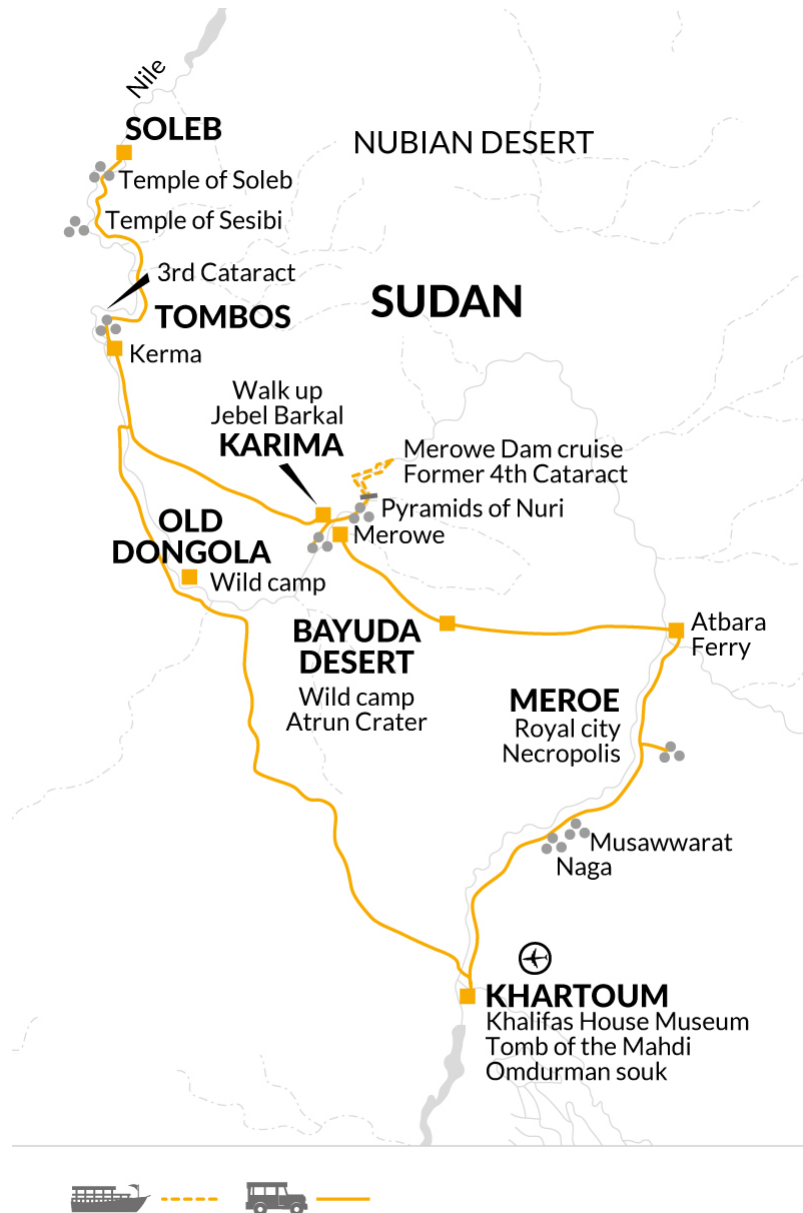 Nile
SOLEB
NUBIAN DESERT
Temple of Soleb
Temple of Sesibi
3rd Cataract
SUDAN
TOMBOS
Kerma
Walk up
Jebel Barkal
KARIMA
Merowe Dam cruise
Former 4th Cataract
Pyramids of Nuri
Merowe
OLD
DONGOLA
Wild camp
BAYUDA
DESERT
Wild camp
Atrun Crater
Atbara
Ferry
MEROE
Royal city
Necropolis
Musawwarat
Naga
KHARTOUM
Khalifas House Museum
Tomb of the Mahdi
Omdurman souk